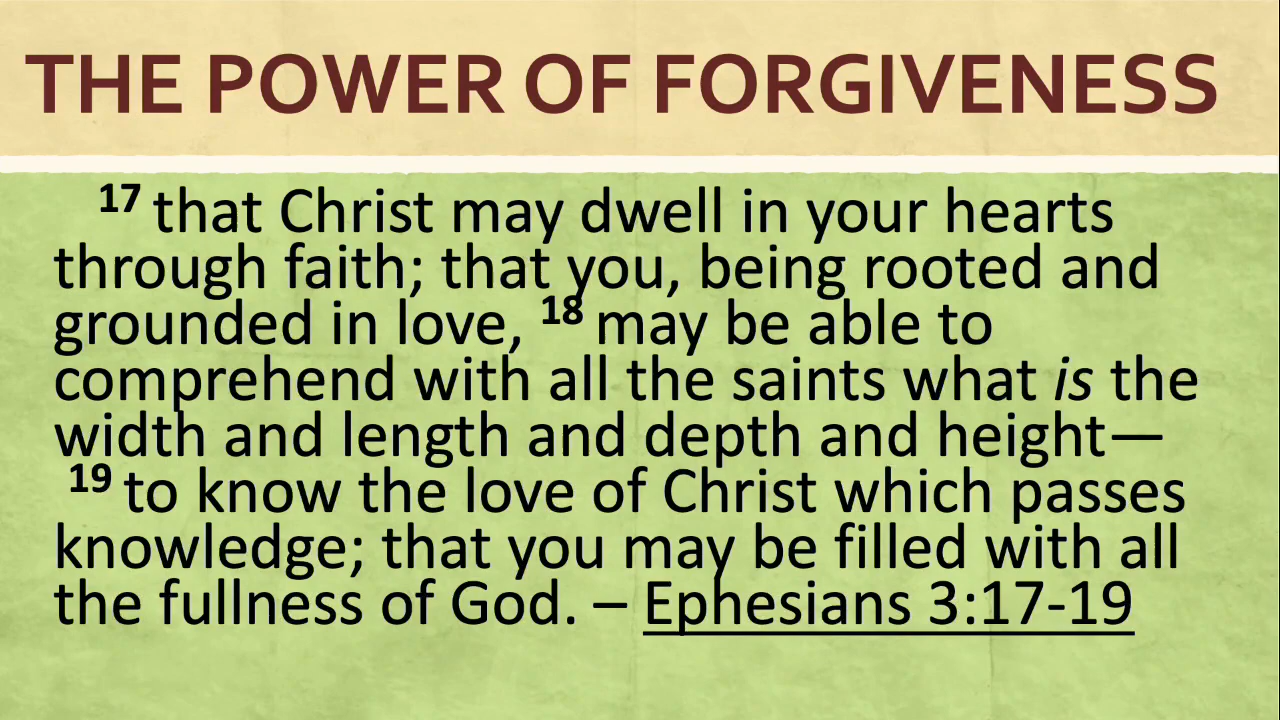 THE POWER OF FORGIVENESS
17 that Christ may dwell in your hearts
through faith; that you, being rooted and
grounded in love, 18 may be able to
comprehend with all the saints what is the
width and length and depth and height—
19 to know the love of Christ which passes
knowledge; that you may be filled with all
the fullness of God. – Ephesians 3:17-19